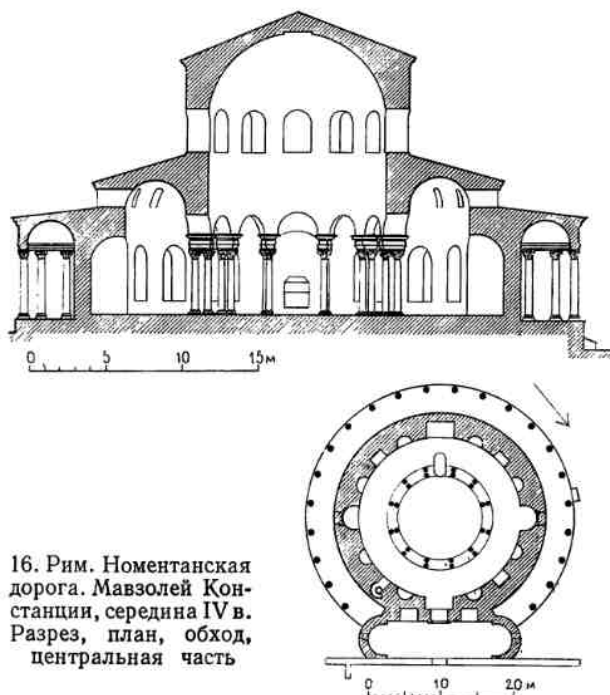 0 5 10 15м
16. Рим. Номентанская
дорога. Мавзолей Кон-
станции, середина IV в.
Разрез, план, обход,
центральная часть
0 10 20м